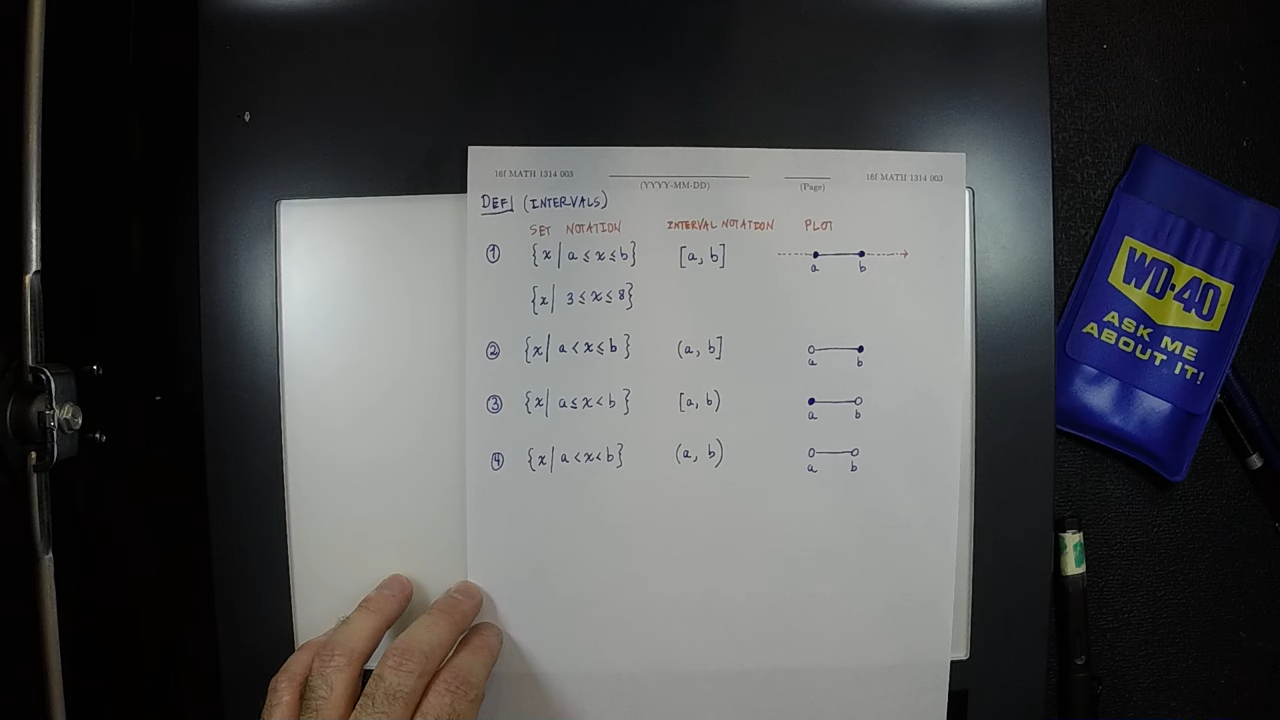 16f MATH 1314 003 (YYYY-MM-DD) (Page) 16f MATH 1314 003
DEF (INTERVALS)
SET NOTATION INTERVAL NOTATION PLOT
① {x | a ≤ x ≤ b} [a, b] a b
{x | 3 ≤ x ≤ 8}
② {x | a < x ≤ b} (a, b] a b
③ {x | a ≤ x < b} [a, b) a b
④ {x | a < x < b} (a, b) a b
WD-40
ASK ME
ABOUT IT!